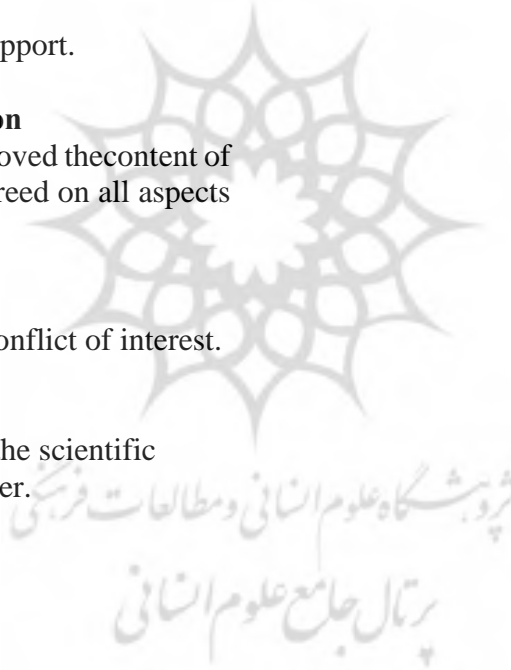 pport.
on
oved thecontent of
reed on all aspects
onflict of interest.
he scientific
er.
پژوهشگاه علوم انسانی و مطالعات فرهنگی
پرتال جامع علوم انسانی